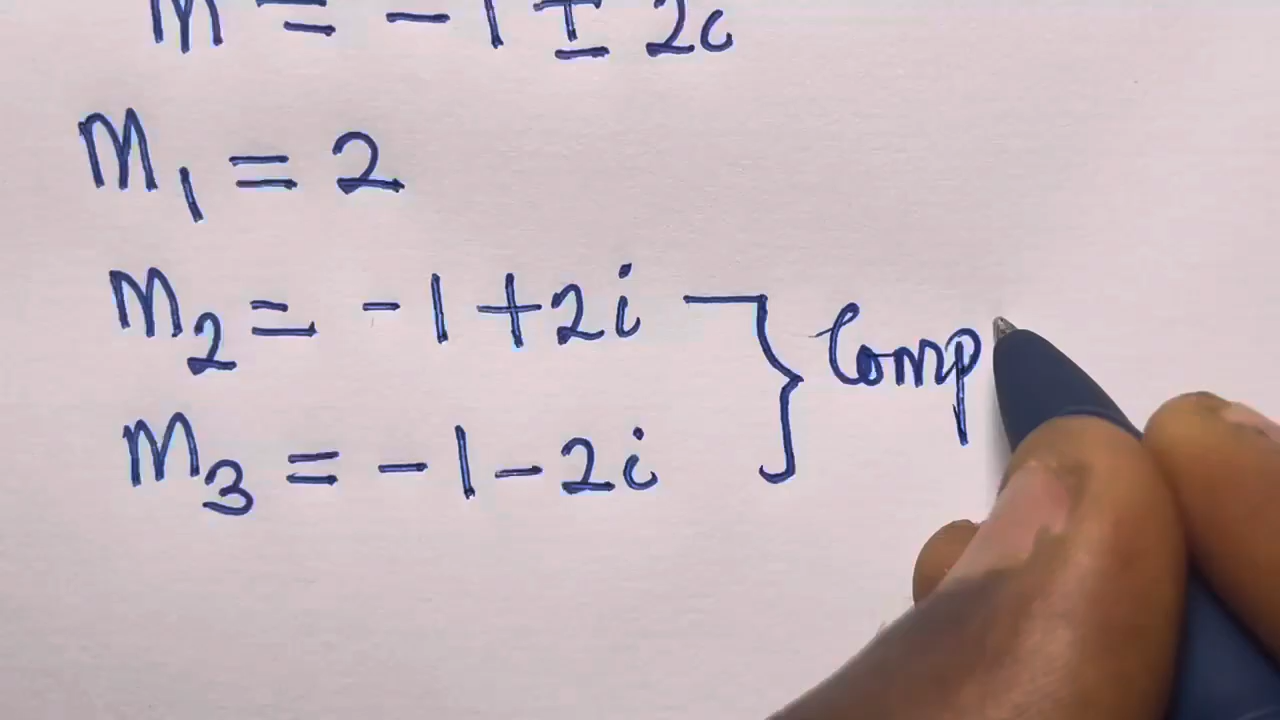 m = -1 ± 2i
m₁ = 2
m₂ = -1+2i
m₃ = -1-2i
Comp